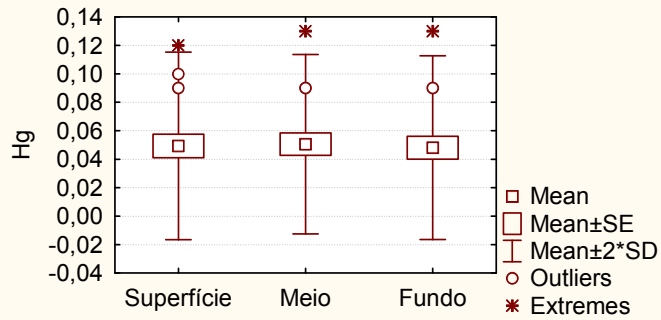 0,14
0,12
0,10
0,08
0,06
0,04
0,02
0,00
-0,02
-0,04
Hg
Superfície Meio Fundo
Mean
Mean±SE
Mean±2*SD
Outliers
Extremes